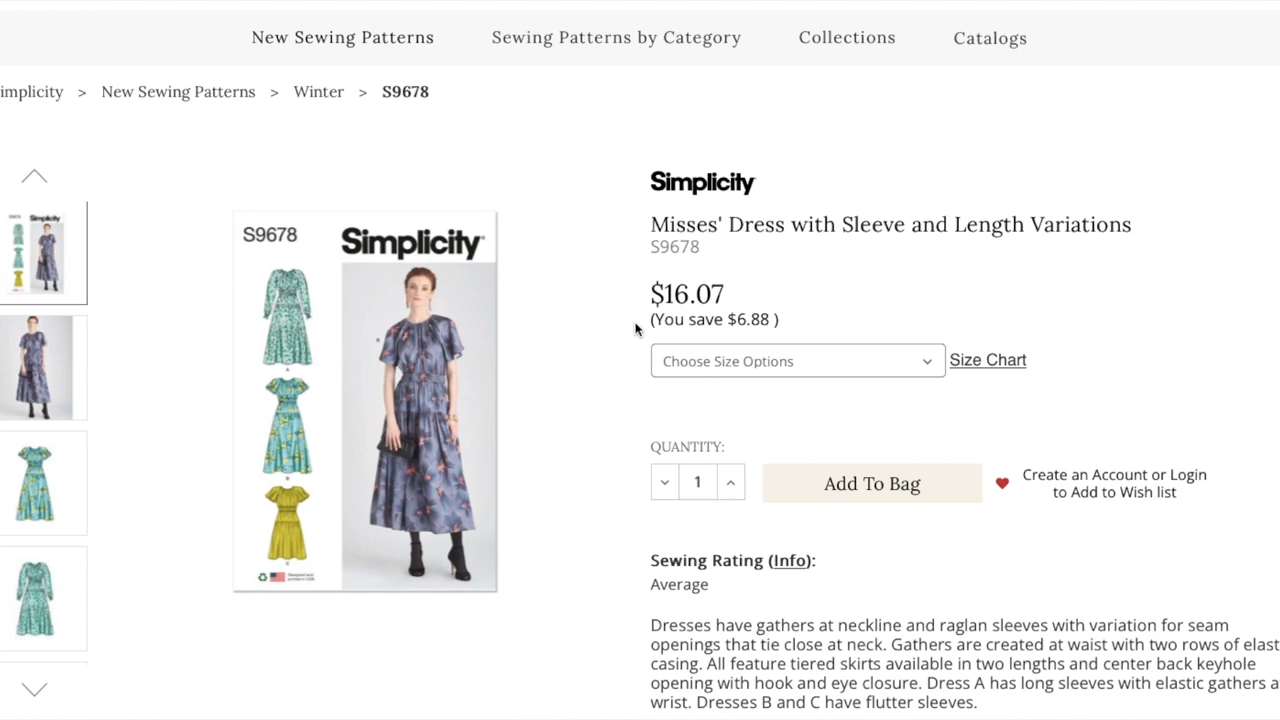 New Sewing Patterns Sewing Patterns by Category Collections Catalogs
implicity > New Sewing Patterns > Winter > S9678
Simplicity
S9678
Simplicity
Simplicity
Misses' Dress with Sleeve and Length Variations
S9678
$16.07
(You save $6.88 )
Choose Size Options
Size Chart
QUANTITY:
1
Add To Bag
Create an Account or Login
to Add to Wish list
Sewing Rating (Info):
Average
Dresses have gathers at neckline and raglan sleeves with variation for seam
openings that tie close at neck. Gathers are created at waist with two rows of elast
casing. All feature tiered skirts available in two lengths and center back keyhole
opening with hook and eye closure. Dress A has long sleeves with elastic gathers a
wrist. Dresses B and C have flutter sleeves.